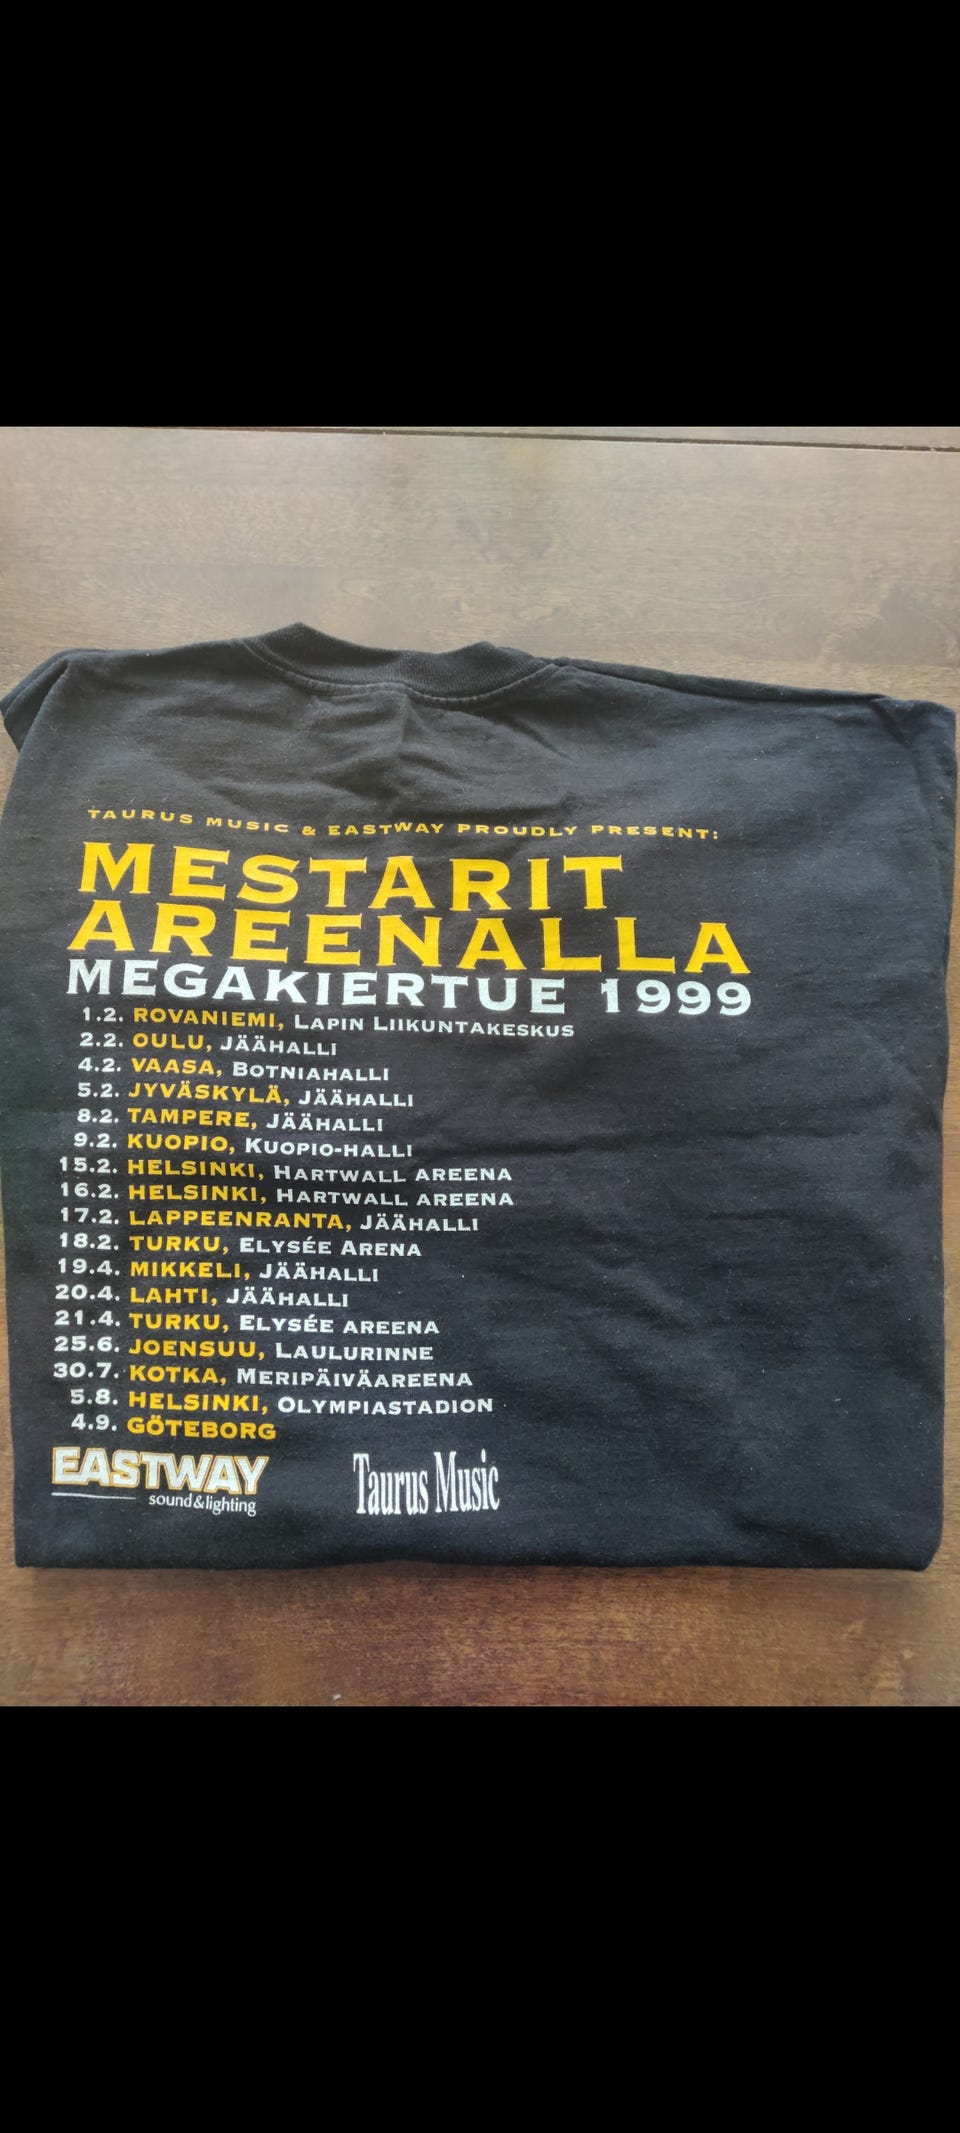 TAURUS MUSIC & EASTWAY PROUDLY PRESENT:
MESTARIT
AREENALLA
MEGAKIERTUE 1999
1.2. ROVANIEMI, LAPIN LIIKUNTAKESKUS
2.2. OULU, JÄÄHALLI
4.2. VAASA, BOTNIAHALLI
5.2. JYVÄSKYLÄ, JÄÄHALLI
8.2. TAMPERE, JÄÄHALLI
9.2. KUOPIO, KUOPIO-HALLI
15.2. HELSINKI, HARTWALL AREENA
16.2. HELSINKI, HARTWALL AREENA
17.2. LAPPEENRANTA, JÄÄHALLI
18.2. TURKU, ELYSÉE ARENA
19.4. MIKKELI, JÄÄHALLI
20.4. LAHTI, JÄÄHALLI
21.4. TURKU, ELYSÉE AREENA
25.6. JOENSUU, LAULURINNE
30.7. KOTKA, MERIPÄIVÄAREENA
5.8. HELSINKI, OLYMPIASTADION
4.9. GÖTEBORG
EASTWAY
sound&lighting
Taurus Music